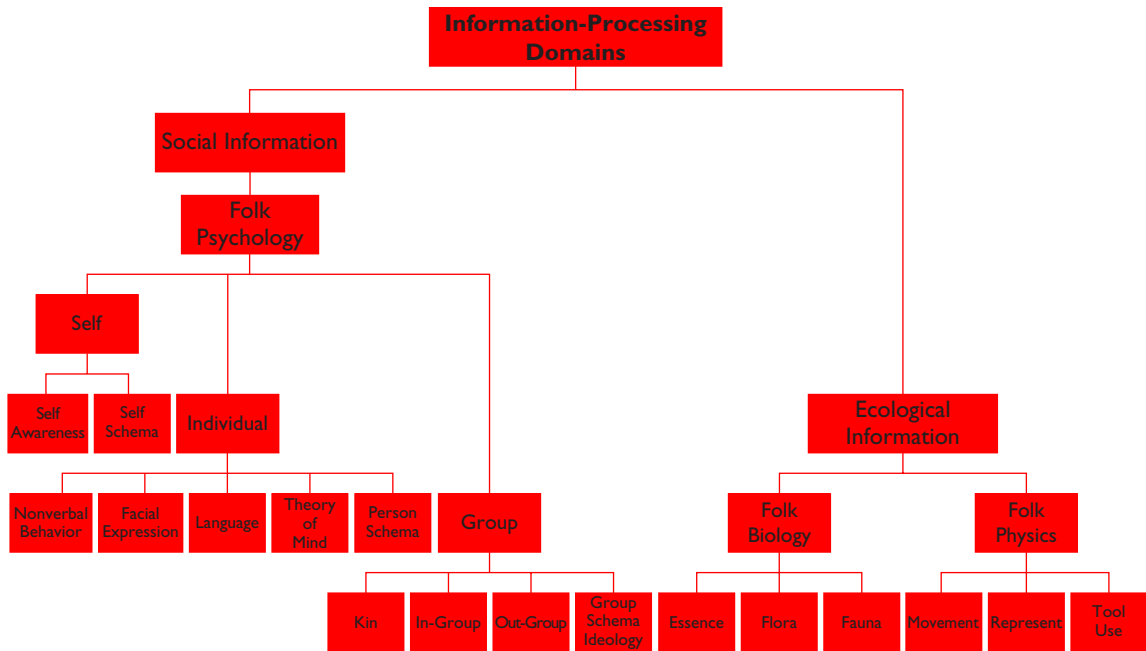 Information-Processing
Domains
Social Information
Folk
Psychology
Self
Self
Awareness
Self
Schema
Individual
Ecological
Information
Nonverbal
Behavior
Facial
Expression
Language
Theory
of
Mind
Person
Schema
Group
Folk
Biology
Folk
Physics
Kin
In-Group
Out-Group
Group
Schema
Ideology
Essence
Flora
Fauna
Movement
Represent
Tool
Use